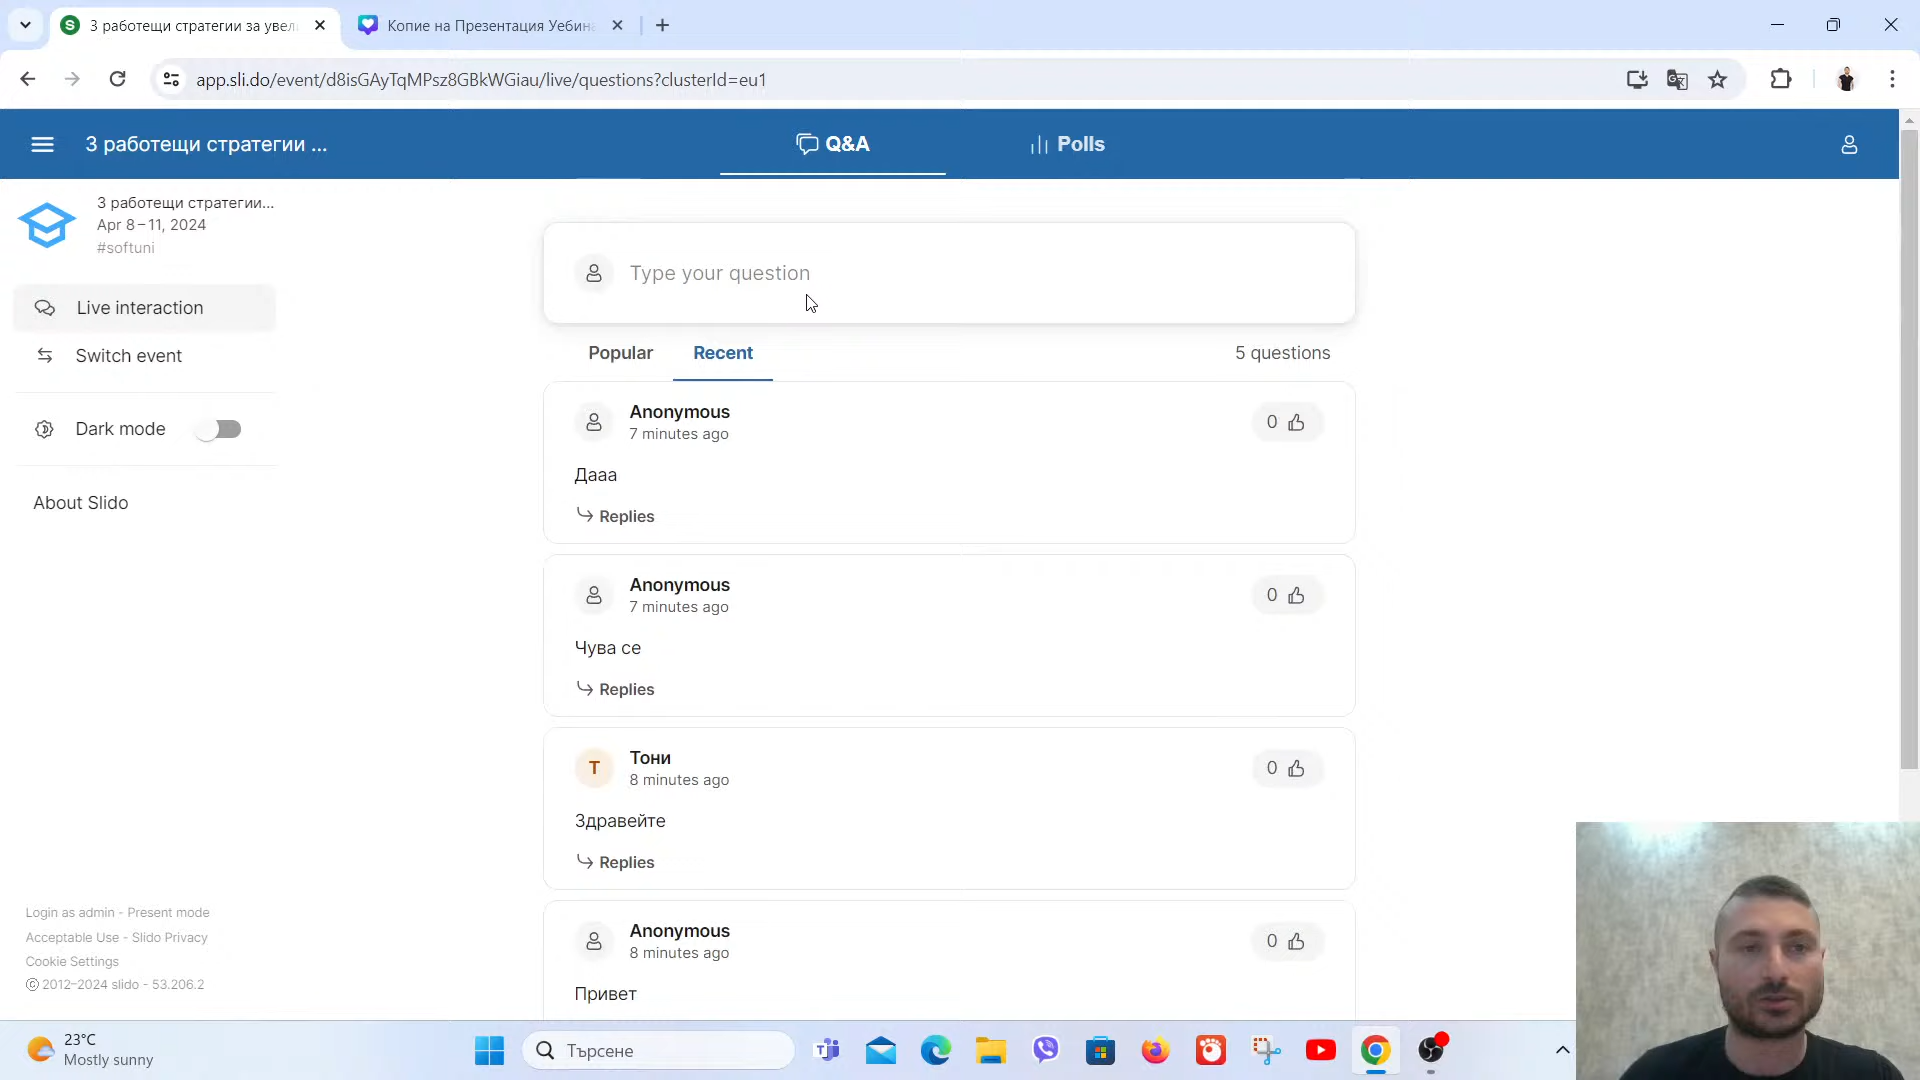 3 работещи стратегии за увел
Копие на Презентация Уебина
app.sli.do/event/d8isGAyTqMPsz8GBkWGiau/live/questions?clusterId=eu1
3 работещи стратегии ...
Q&A
Polls
3 работещи стратегии...
Apr 8 – 11, 2024
#softuni
Live interaction
Switch event
Dark mode
About Slido
Type your question
Popular
Recent
5 questions
Anonymous
7 minutes ago
0
Дааа
Replies
Anonymous
7 minutes ago
0
Чува се
Replies
T
Тони
8 minutes ago
0
Здравейте
Replies
Anonymous
8 minutes ago
0
Привет
Login as admin - Present mode
Acceptable Use - Slido Privacy
Cookie Settings
© 2012–2024 slido - 53.206.2
23°C
Mostly sunny
Търсене